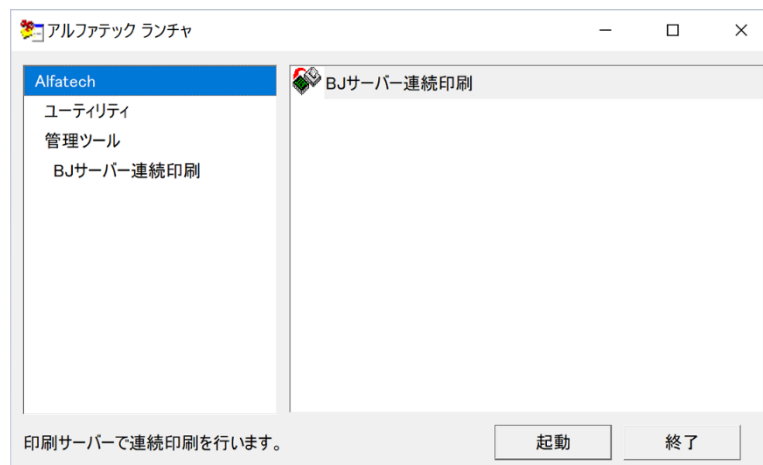 アルファテック ランチャ
Alfatech
ユーティリティ
管理ツール
BJサーバー連続印刷
BJサーバー連続印刷
印刷サーバーで連続印刷を行います。
起動
終了